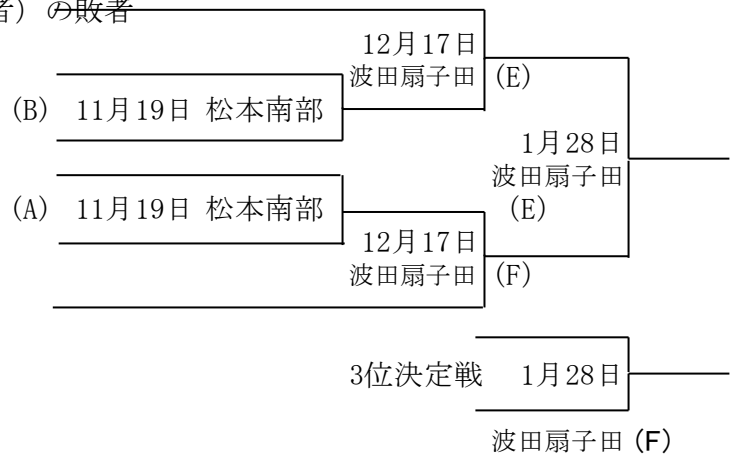 者）の敗者
12月17日
波田扇子田 (E)
(B) 11月19日 松本南部
1月28日
波田扇子田
(E)
(A) 11月19日 松本南部
12月17日
波田扇子田 (F)
3位決定戦 1月28日
波田扇子田 (F)